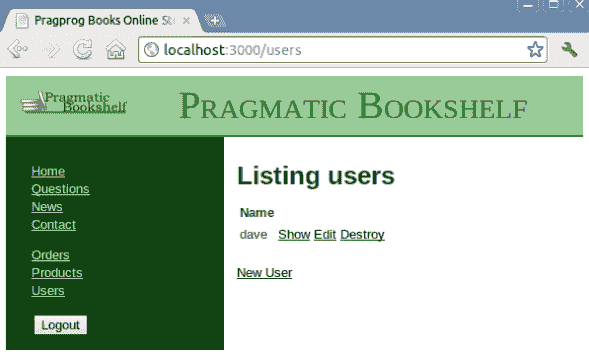 Pragprog Books Online St
localhost:3000/users
Pragmatic
Bookshelf
PRAGMATIC BOOKSHELF
Home
Questions
News
Contact
Orders
Products
Users
Logout
Listing users
Name
dave Show Edit Destroy
New User